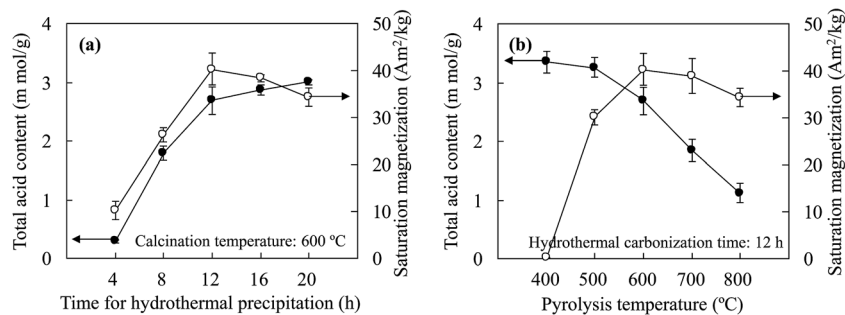 (a)
Total acid content (m mol/g)
4
3
2
1
0
50
40
30
20
10
0
Saturation magnetization (Am²/kg)
Calcination temperature: 600 ºC
4 8 12 16 20
Time for hydrothermal precipitation (h)
(b)
Total acid content (m mol/g)
4
3
2
1
0
50
40
30
20
10
0
Saturation magnetization (Am²/kg)
Hydrothermal carbonization time: 12 h
400 500 600 700 800
Pyrolysis temperature (ºC)